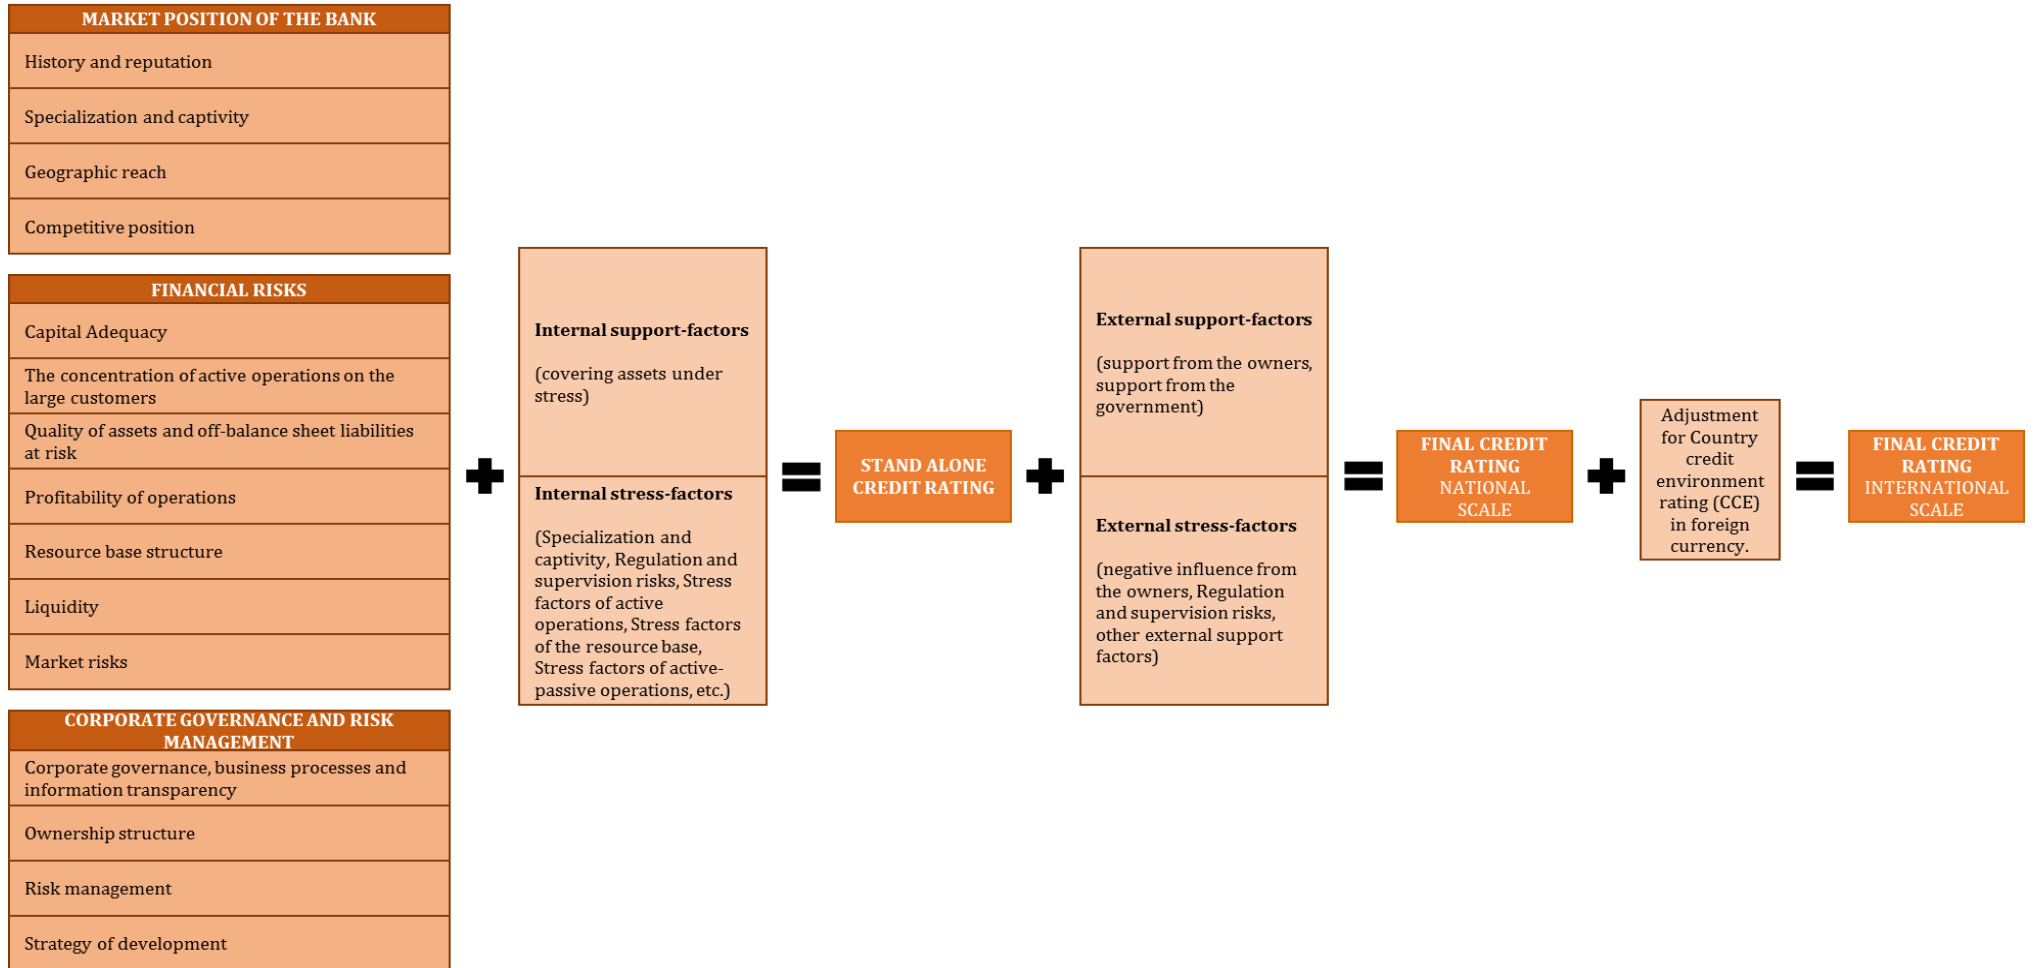 MARKET POSITION OF THE BANK
History and reputation
Specialization and captivity
Geographic reach
Competitive position
FINANCIAL RISKS
Capital Adequacy
The concentration of active operations on the
large customers
Quality of assets and off-balance sheet liabilities
at risk
Profitability of operations
Resource base structure
Liquidity
Market risks
CORPORATE GOVERNANCE AND RISK
MANAGEMENT
Corporate governance, business processes and
information transparency
Ownership structure
Risk management
Strategy of development
Internal support-factors
(covering assets under
stress)
Internal stress-factors
(Specialization and
captivity, Regulation and
supervision risks, Stress
factors of active
operations, Stress factors
of the resource base,
Stress factors of active-
passive operations, etc.)
STAND ALONE
CREDIT RATING
External support-factors
(support from the owners,
support from the
government)
External stress-factors
(negative influence from
the owners, Regulation
and supervision risks,
other external support
factors)
FINAL CREDIT
RATING
NATIONAL
SCALE
Adjustment
for Country
credit
environment
rating (CCE)
in foreign
currency.
FINAL CREDIT
RATING
INTERNATIONAL
SCALE